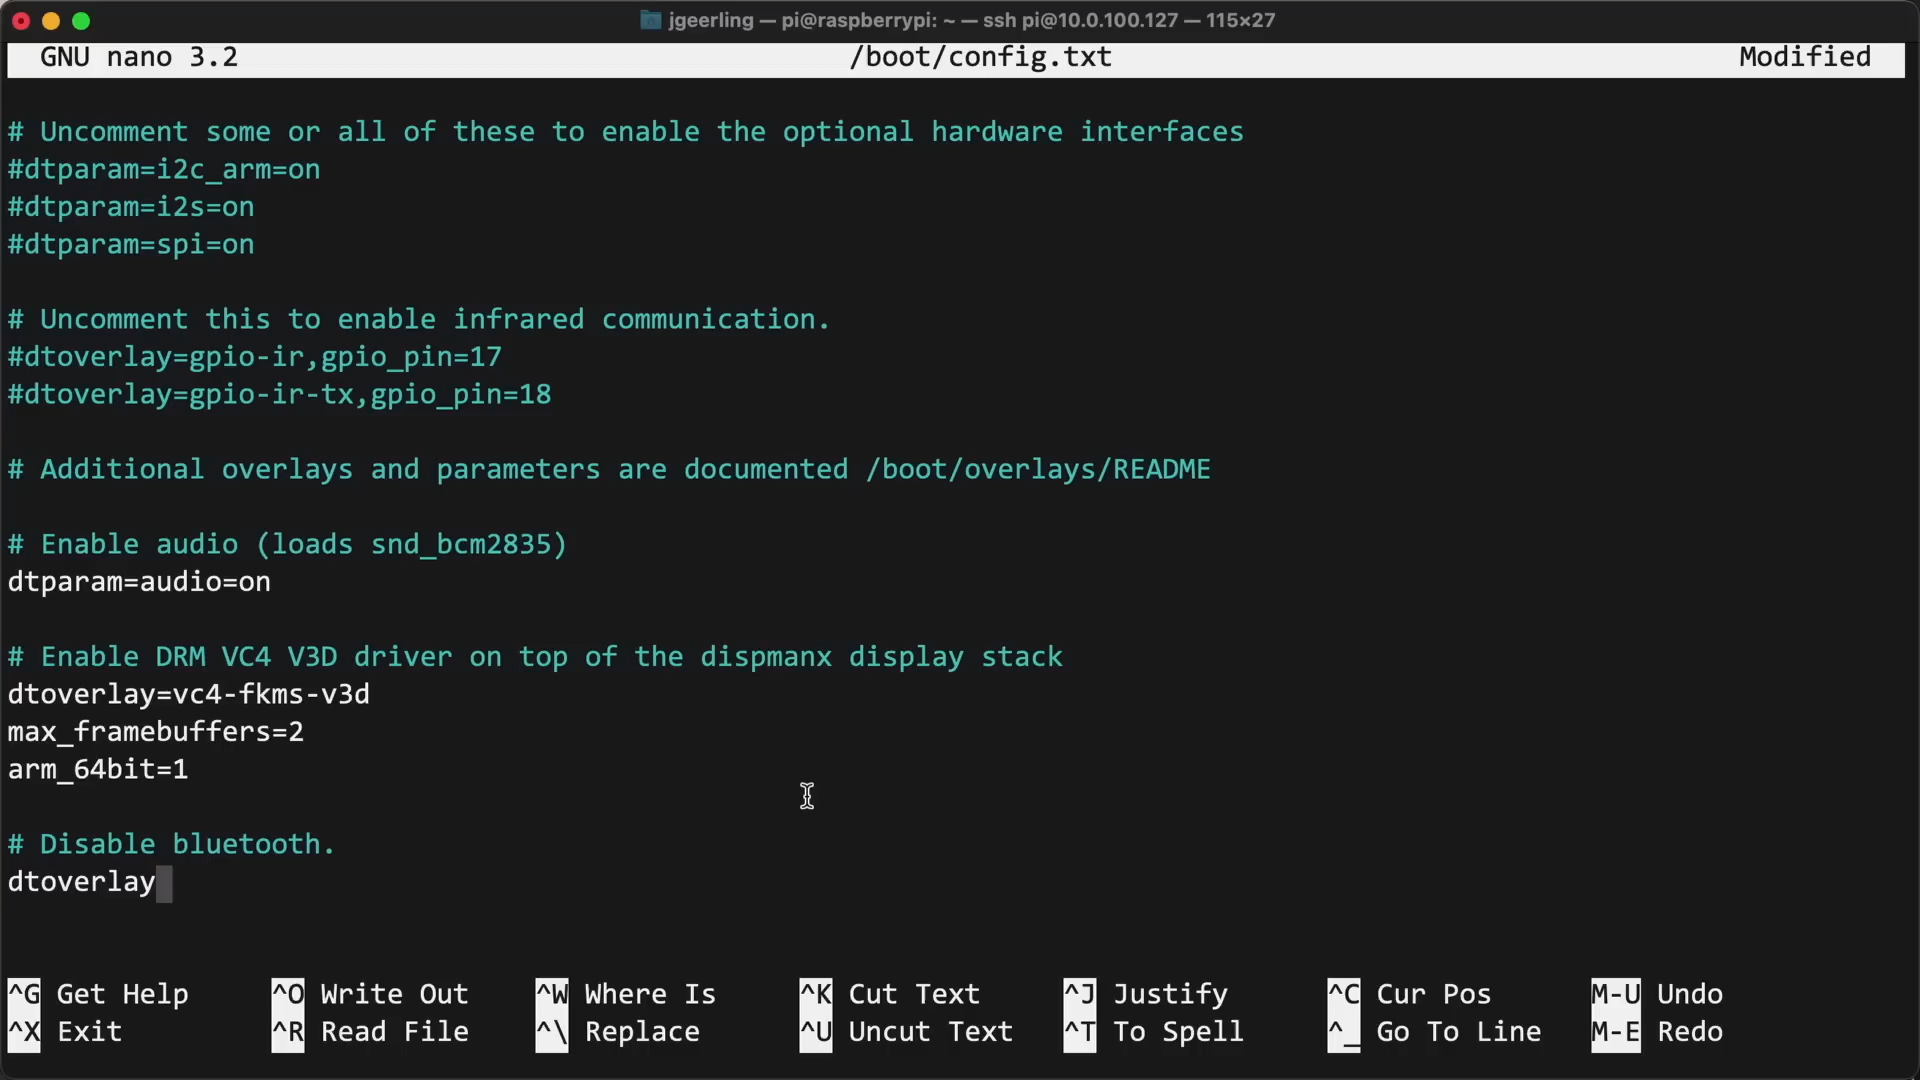 jgeerling — pi@raspberrypi: ~ — ssh pi@10.0.100.127 — 115×27
GNU nano 3.2 /boot/config.txt Modified
# Uncomment some or all of these to enable the optional hardware interfaces
#dtparam=i2c_arm=on
#dtparam=i2s=on
#dtparam=spi=on
# Uncomment this to enable infrared communication.
#dtoverlay=gpio-ir,gpio_pin=17
#dtoverlay=gpio-ir-tx,gpio_pin=18
# Additional overlays and parameters are documented /boot/overlays/README
# Enable audio (loads snd_bcm2835)
dtparam=audio=on
# Enable DRM VC4 V3D driver on top of the dispmanx display stack
dtoverlay=vc4-fkms-v3d
max_framebuffers=2
arm_64bit=1
# Disable bluetooth.
dtoverlay
^G Get Help ^O Write Out ^W Where Is ^K Cut Text ^J Justify ^C Cur Pos M-U Undo
^X Exit ^R Read File ^\ Replace ^U Uncut Text ^T To Spell ^_ Go To Line M-E Redo